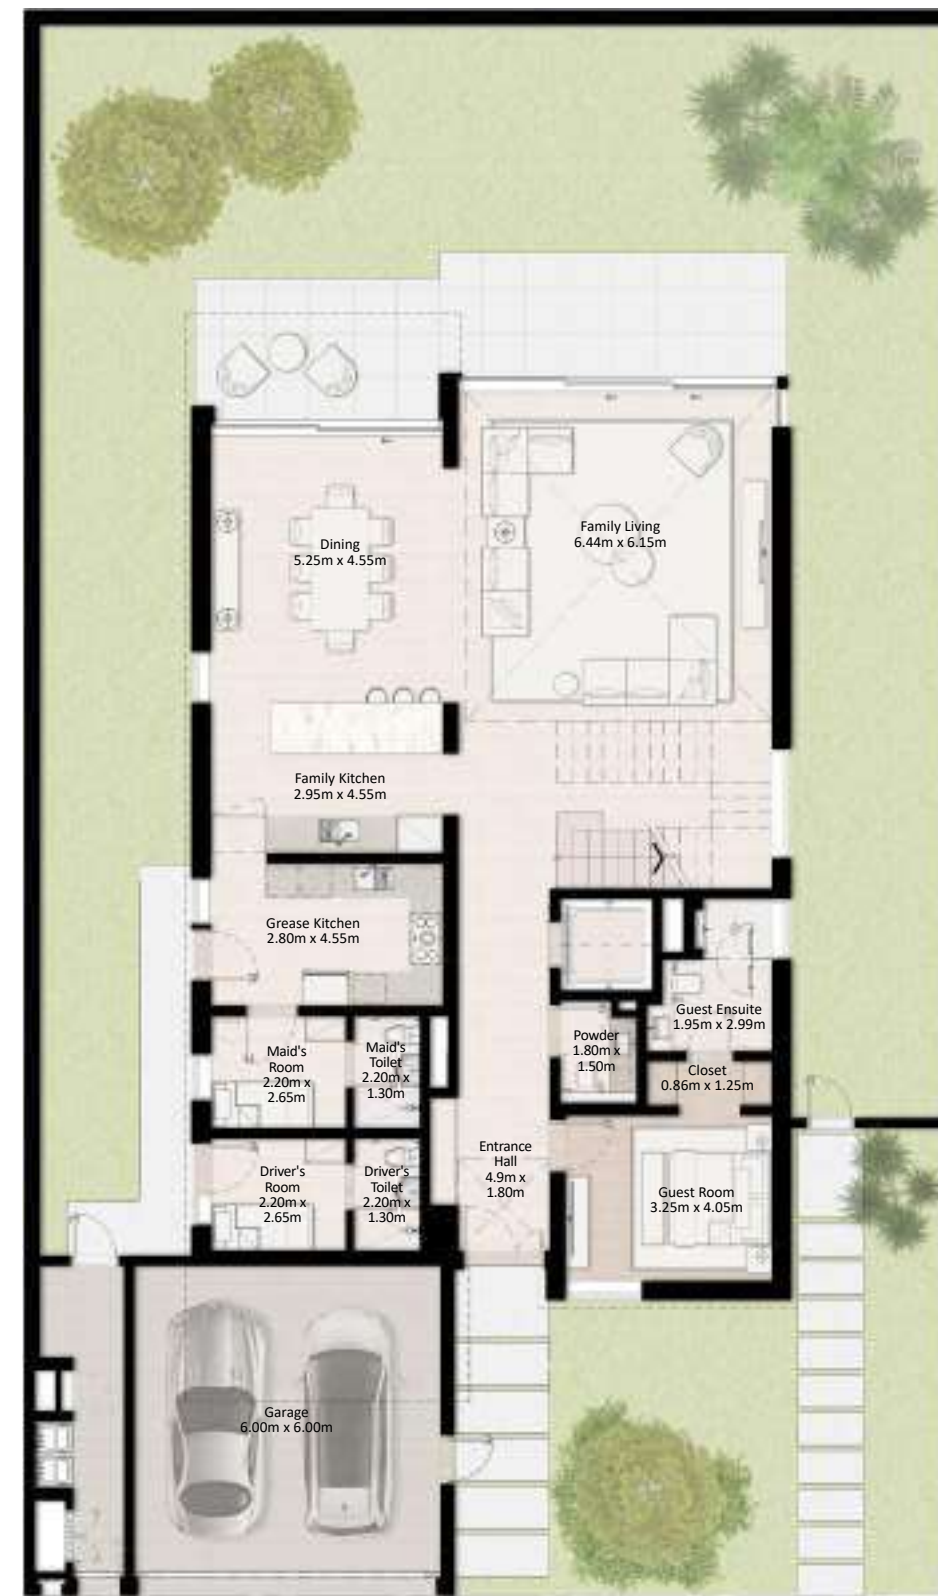 Family Living
6.44m x 6.15m
Dining
5.25m x 4.55m
Family Kitchen
2.95m x 4.55m
Grease Kitchen
2.80m x 4.55m
Guest Ensuite
1.95m x 2.99m
Powder
1.80m x
1.50m
Maid's
Room
2.20m x
2.65m
Maid's
Toilet
2.20m x
1.30m
Closet
0.86m x 1.25m
Entrance
Hall
4.9m x
1.80m
Driver's
Room
2.20m x
2.65m
Driver's
Toilet
2.20m x
1.30m
Guest Room
3.25m x 4.05m
Garage
6.00m x 6.00m